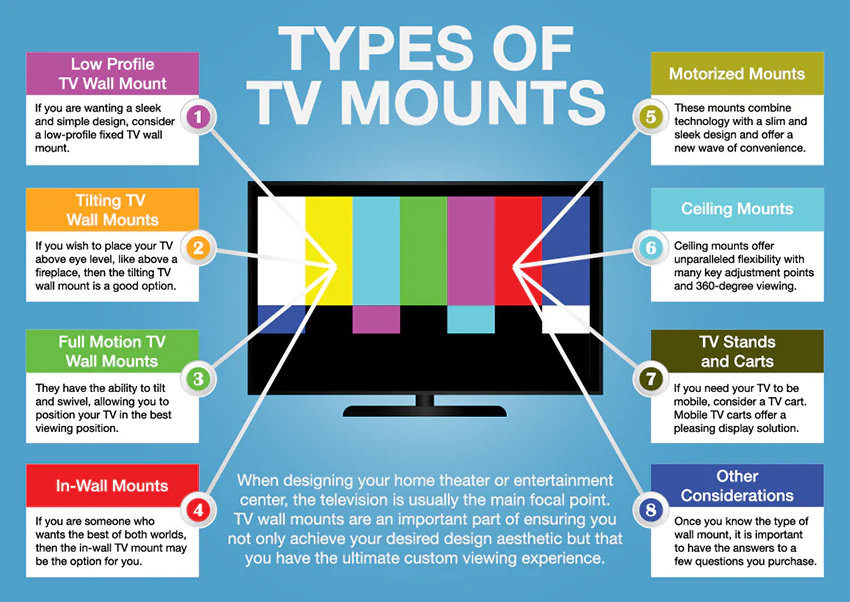 TYPES OF
TV MOUNTS
Low Profile
TV Wall Mount
If you are wanting a sleek
and simple design, consider
a low-profile fixed TV wall
mount.
1
Tilting TV
Wall Mounts
If you wish to place your TV
above eye level, like above a
fireplace, then the tilting TV
wall mount is a good option.
2
Full Motion TV
Wall Mounts
They have the ability to tilt
and swivel, allowing you to
position your TV in the best
viewing position.
3
In-Wall Mounts
If you are someone who
wants the best of both worlds,
then the in-wall TV mount may
be the option for you.
4
Motorized Mounts
These mounts combine
technology with a slim and
sleek design and offer a
new wave of convenience.
5
Ceiling Mounts
Ceiling mounts offer
unparalleled flexibility with
many key adjustment points
and 360-degree viewing.
6
TV Stands
and Carts
If you need your TV to be
mobile, consider a TV cart.
Mobile TV carts offer a
pleasing display solution.
7
Other
Considerations
Once you know the type of
wall mount, it is important
to have the answers to a
few questions you purchase.
8
When designing your home theater or entertainment
center, the television is usually the main focal point.
TV wall mounts are an important part of ensuring you
not only achieve your desired design aesthetic but that
you have the ultimate custom viewing experience.